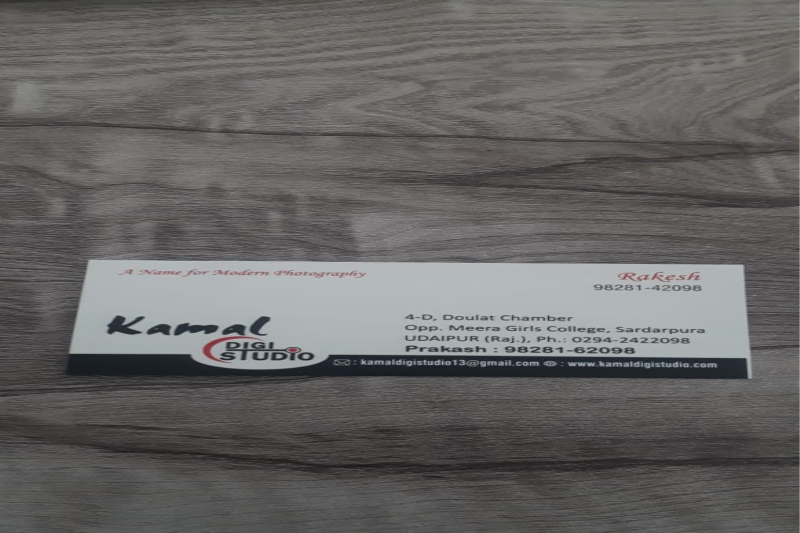 A Name for Modern Photography
Rakesh
98281-42098
Kamal
DIGI
STUDIO
4-D, Doulat Chamber
Opp. Meera Girls College, Sardarpura
UDAIPUR (Raj.), Ph.: 0294-2422098
Prakash : 98281-62098
: kamaldigistudio13@gmail.com : www.kamaldigistudio.com